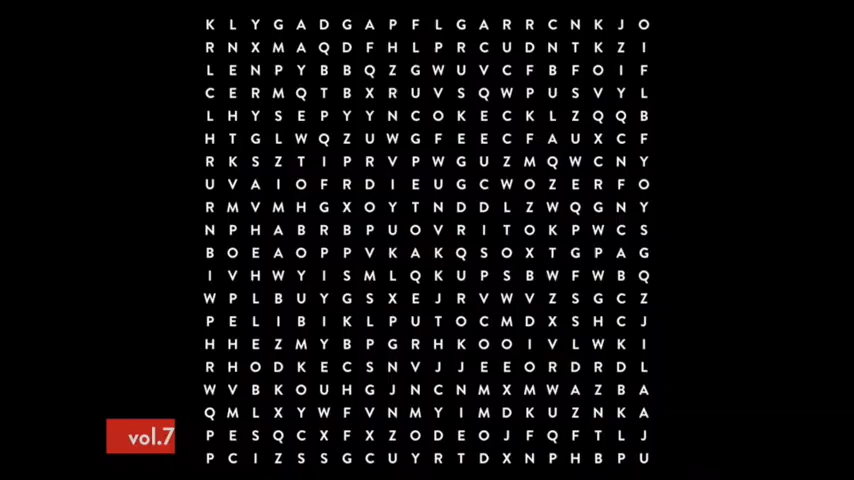 K L Y G A D G A P F L G A R R C N K J O
R N X M A Q D F H L P R C U D N T K Z I
L E N P Y B B Q Z G W U V C F B F O I F
C E R M Q T B X R U V S Q W P U S V Y L
L H Y S E P Y Y N C O K E C K L Z Q Q B
H T G L W Q Z U W G F E E C F A U X C F
R K S Z T I P R V P W G U Z M Q W C N Y
U V A I O F R D I E U G C W O Z E R F O
R M V M H G X O Y T N D D L Z W Q G N Y
N P H A B R B P U O V R I T O K P W C S
B O E A O P P V K A K Q S O X T G P A G
I V H W Y I S M L Q K U P S B W F W B Q
W P L B U Y G S X E J R V W V Z S G C Z
P E L I B I K L P U T O C M D X S H C J
H H E Z M Y B P G R H K O O I V L W K I
R H O D K E C S N V J J E E O R D R D L
W V B K O U H G J N C N M X M W A Z B A
Q M L X Y W F V N M Y I M D K U Z N K A
vol.7
P E S Q C X F X Z O D E O J F Q F T L J
P C I Z S S G C U Y R T D X N P H B P U